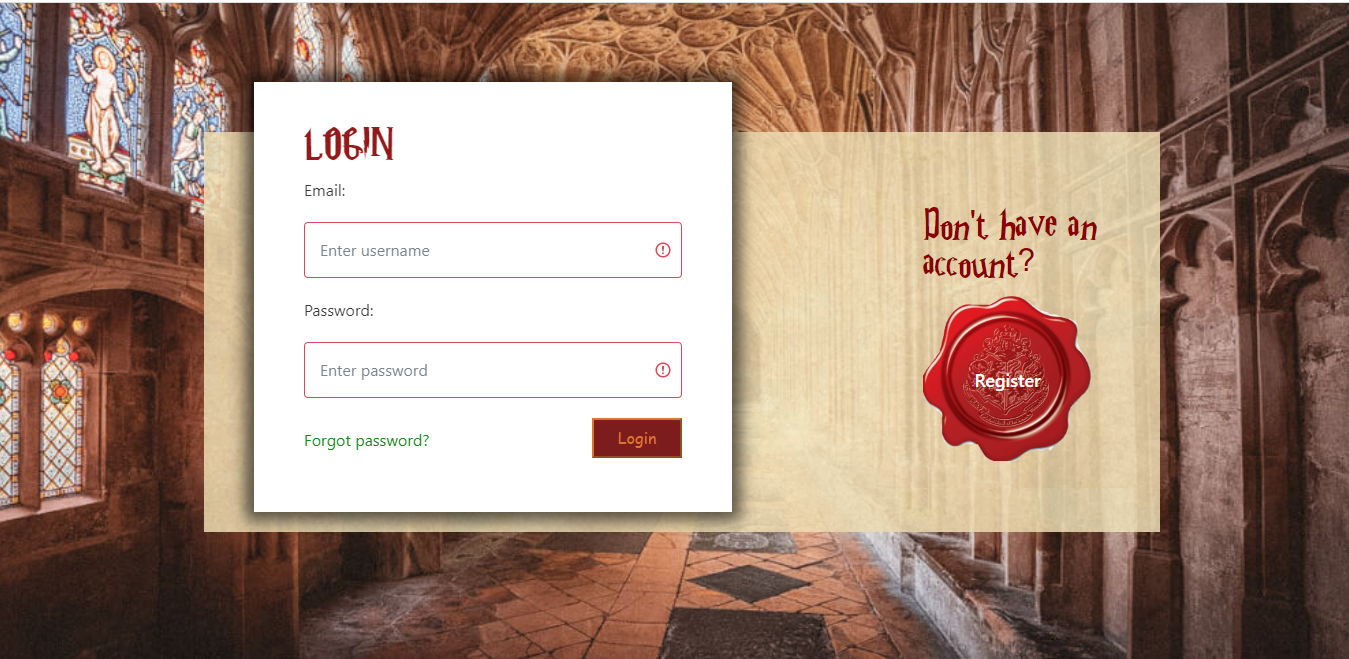 LOGIN
Email:
Enter username
Password:
Enter password
Forgot password?
Login
Don't have an
account?
Register